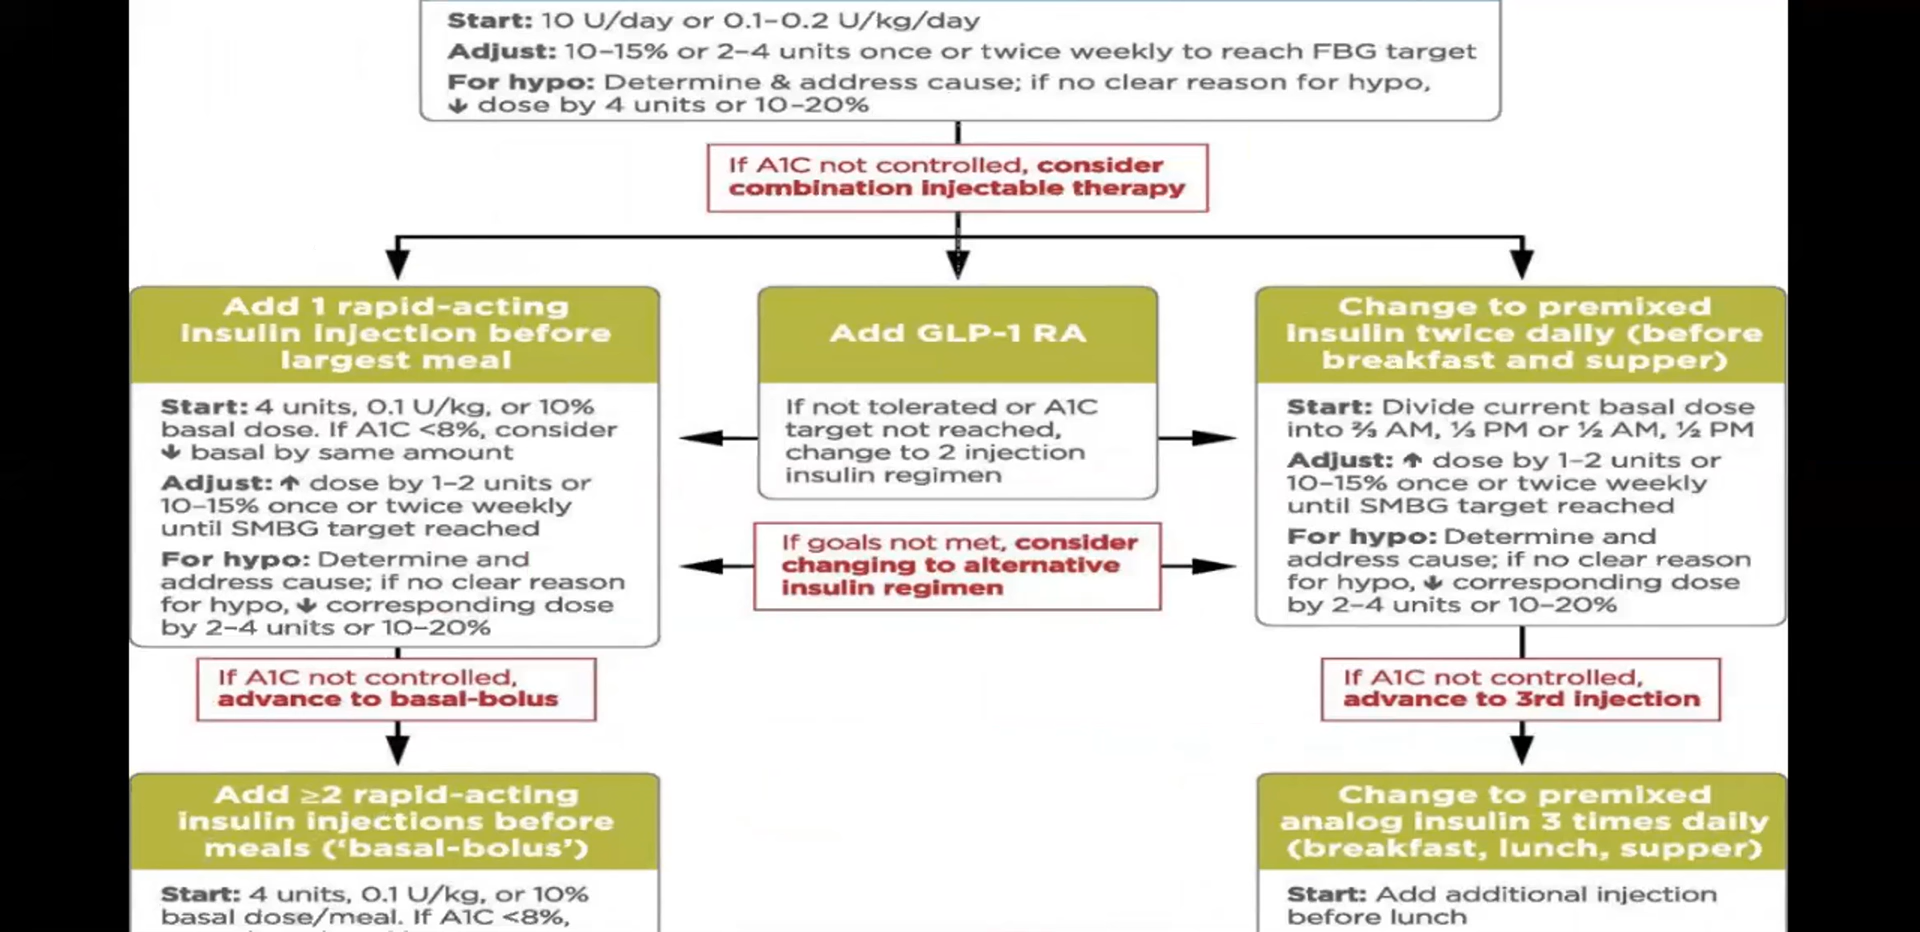 Start: 10 U/day or 0.1–0.2 U/kg/day
Adjust: 10–15% or 2–4 units once or twice weekly to reach FBG target
For hypo: Determine & address cause; if no clear reason for hypo,
↓ dose by 4 units or 10–20%
If A1C not controlled, consider
combination injectable therapy
Add 1 rapid-acting
insulin injection before
largest meal
Start: 4 units, 0.1 U/kg, or 10%
basal dose. If A1C <8%, consider
↓ basal by same amount
Adjust: ↑ dose by 1–2 units or
10–15% once or twice weekly
until SMBG target reached
For hypo: Determine and
address cause; if no clear reason
for hypo, ↓ corresponding dose
by 2–4 units or 10–20%
Add GLP-1 RA
If not tolerated or A1C
target not reached,
change to 2 injection
insulin regimen
If goals not met, consider
changing to alternative
insulin regimen
Change to premixed
insulin twice daily (before
breakfast and supper)
Start: Divide current basal dose
into ⅔ AM, ⅓ PM or ½ AM, ½ PM
Adjust: ↑ dose by 1–2 units or
10–15% once or twice weekly
until SMBG target reached
For hypo: Determine and
address cause; if no clear reason
for hypo, ↓ corresponding dose
by 2–4 units or 10–20%
If A1C not controlled,
advance to basal-bolus
If A1C not controlled,
advance to 3rd injection
Add ≥2 rapid-acting
insulin injections before
meals (‘basal-bolus’)
Start: 4 units, 0.1 U/kg, or 10%
basal dose/meal. If A1C <8%,
Change to premixed
analog insulin 3 times daily
(breakfast, lunch, supper)
Start: Add additional injection
before lunch